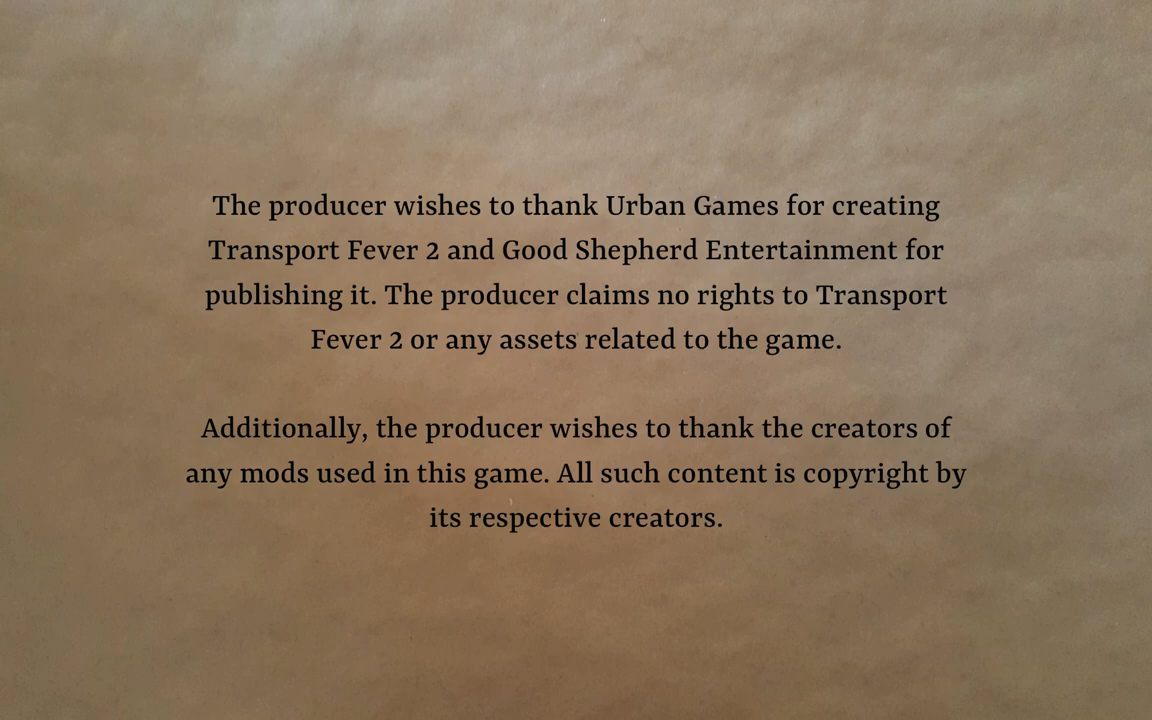 The producer wishes to thank Urban Games for creating
Transport Fever 2 and Good Shepherd Entertainment for
publishing it. The producer claims no rights to Transport
Fever 2 or any assets related to the game.
Additionally, the producer wishes to thank the creators of
any mods used in this game. All such content is copyright by
its respective creators.